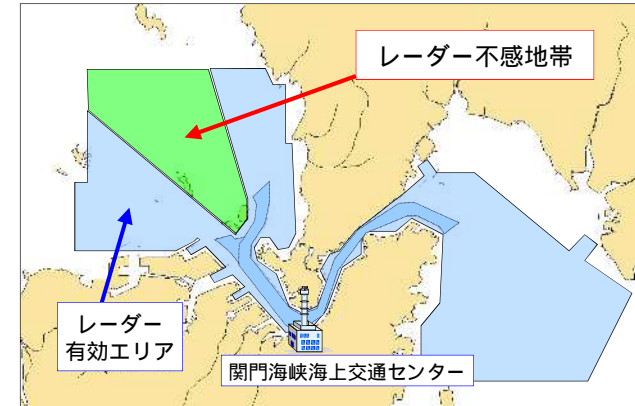 レーダー不感地帯
レーダー
有効エリア
関門海峡海上交通センター